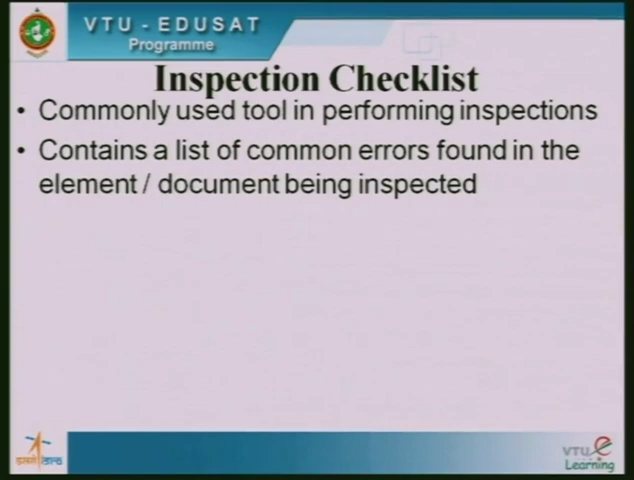 VTU - EDUSAT
Programme
Inspection Checklist
• Commonly used tool in performing inspections
• Contains a list of common errors found in the
element / document being inspected
VTU e
Learning